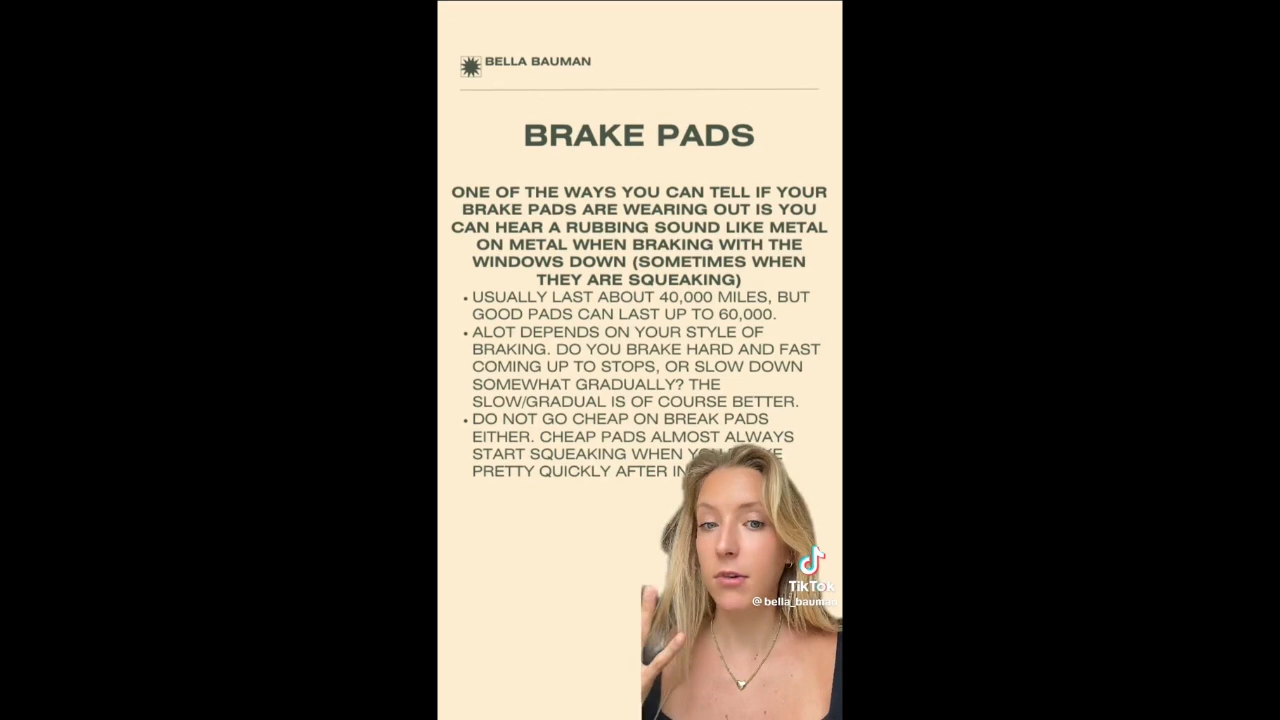 BELLA BAUMAN
BRAKE PADS
ONE OF THE WAYS YOU CAN TELL IF YOUR
BRAKE PADS ARE WEARING OUT IS YOU
CAN HEAR A RUBBING SOUND LIKE METAL
ON METAL WHEN BRAKING WITH THE
WINDOWS DOWN (SOMETIMES WHEN
THEY ARE SQUEAKING)
• USUALLY LAST ABOUT 40,000 MILES, BUT
GOOD PADS CAN LAST UP TO 60,000.
• ALOT DEPENDS ON YOUR STYLE OF
BRAKING. DO YOU BRAKE HARD AND FAST
COMING UP TO STOPS, OR SLOW DOWN
SOMEWHAT GRADUALLY? THE
SLOW/GRADUAL IS OF COURSE BETTER.
• DO NOT GO CHEAP ON BREAK PADS
EITHER. CHEAP PADS ALMOST ALWAYS
START SQUEAKING WHEN
PRETTY QUICKLY AFTER
TikTok
@bella_bauman